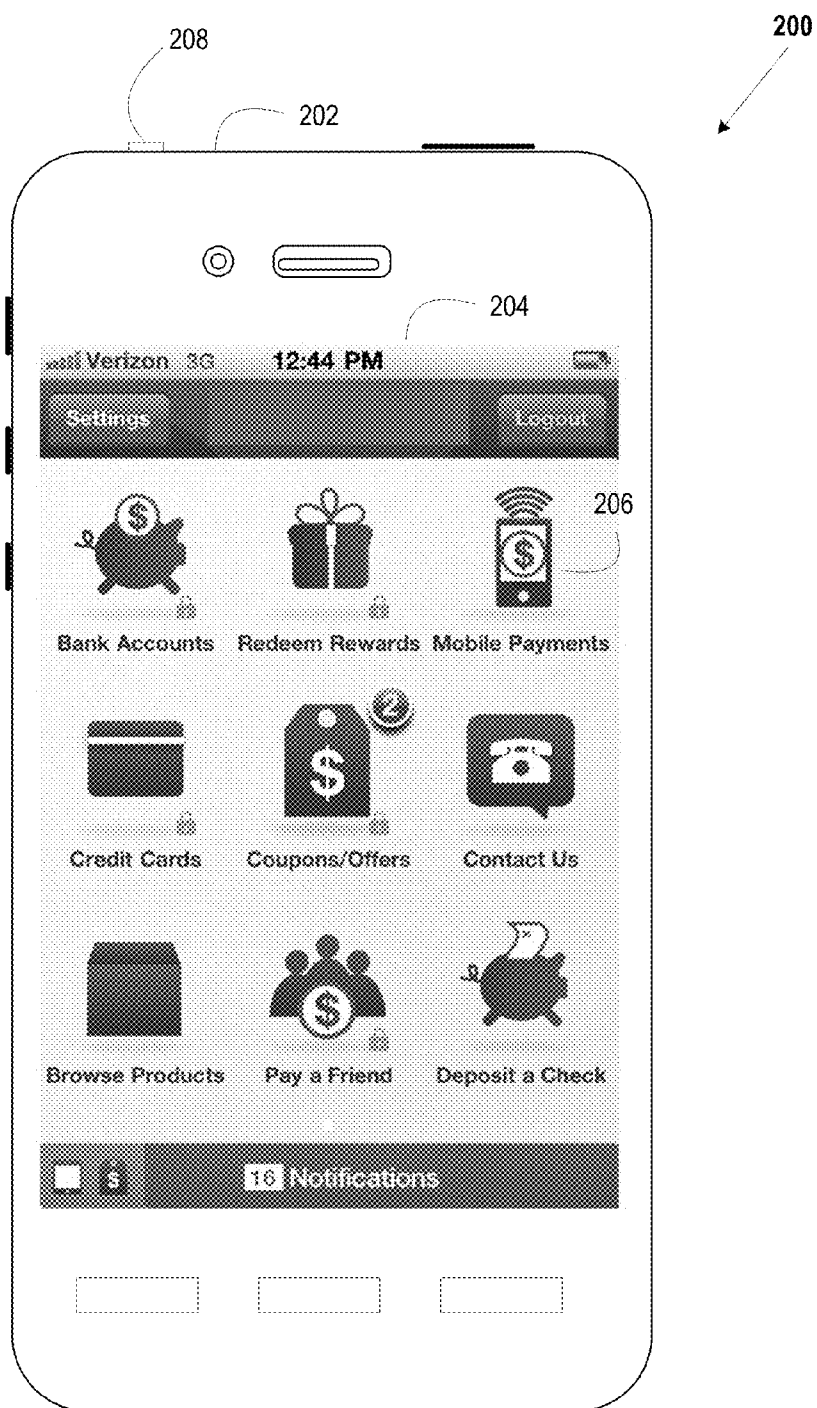 200
208
202
204
Verizon 3G 12:44 PM
Settings Logout
$ $
206
Bank Accounts Redeem Rewards Mobile Payments
2
$
Credit Cards Coupons/Offers Contact Us
$
Browse Products Pay a Friend Deposit a Check
$ 16 Notifications